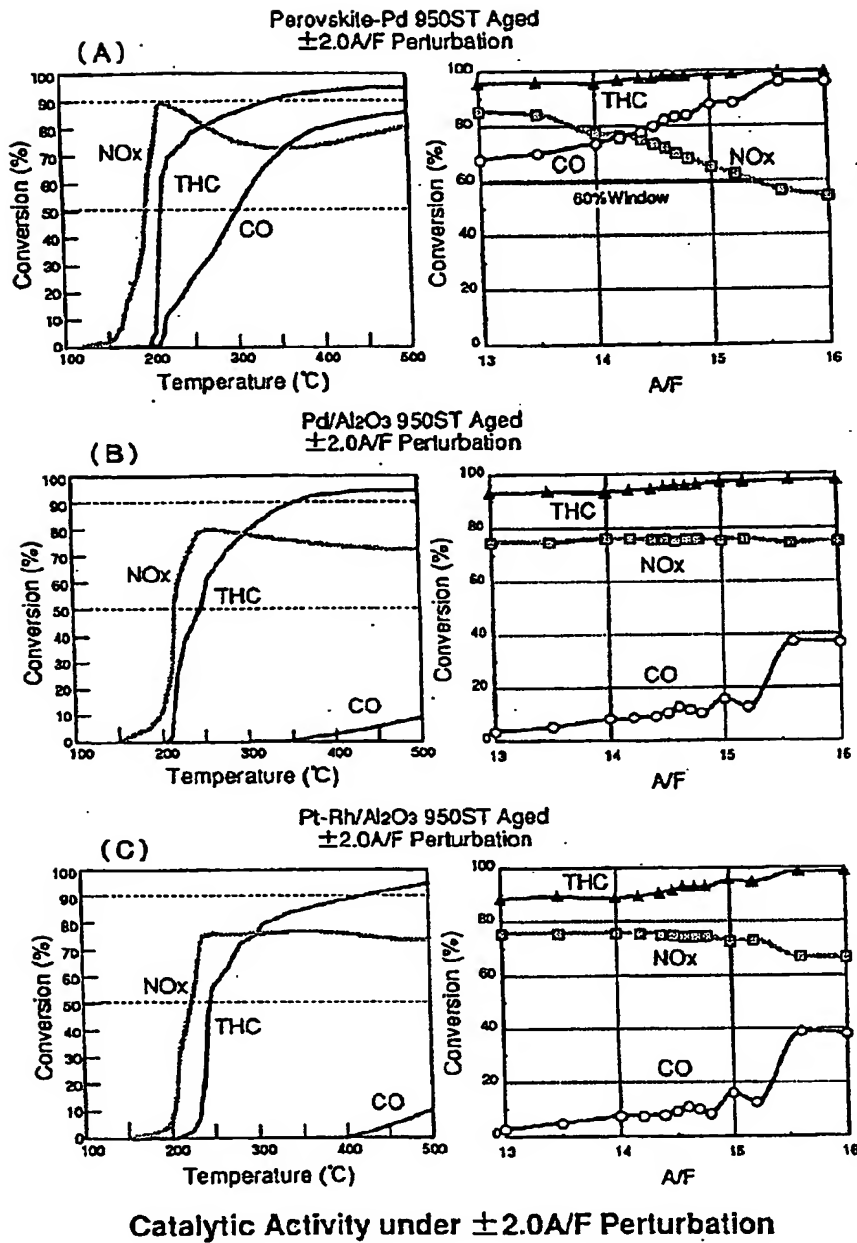 Perovskite-Pd 950ST Aged
±2.0A/F Perturbation
(A)
Conversion (%)
100
90
80
70
60
50
40
30
20
10
0
NOx
THC
CO
100 200 300 400 500
Temperature (℃)
Conversion (%)
100
80
60
40
20
0
THC
CO
NOx
60% Window
13 14 15 16
A/F
Pd/Al2O3 950ST Aged
±2.0A/F Perturbation
(B)
Conversion (%)
100
90
80
70
60
50
40
30
20
10
0
NOx
THC
CO
100 200 300 400 500
Temperature (℃)
Conversion (%)
100
80
60
40
20
0
THC
NOx
CO
13 14 15 16
A/F
Pt-Rh/Al2O3 950ST Aged
±2.0A/F Perturbation
(C)
Conversion (%)
100
90
80
70
60
50
40
30
20
10
0
NOx
THC
CO
100 200 300 400 500
Temperature (℃)
Conversion (%)
100
80
60
40
20
0
THC
NOx
CO
13 14 15 16
A/F
Catalytic Activity under ±2.0A/F Perturbation